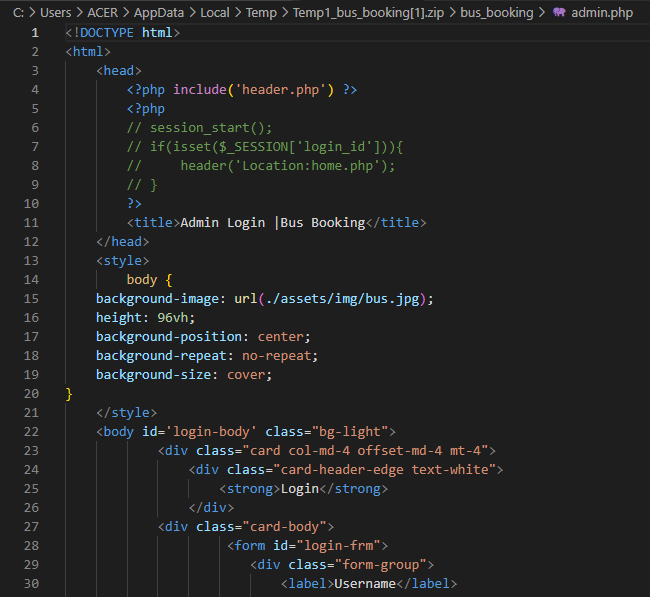 C: > Users > ACER > AppData > Local > Temp > Temp1_bus_booking[1].zip > bus_booking > admin.php
1 <!DOCTYPE html>
2 <html>
3 <head>
4 <?php include('header.php') ?>
5 <?php
6 // session_start();
7 // if(isset($_SESSION['login_id'])){
8 //     header('Location:home.php');
9 // }
10 ?>
11 <title>Admin Login |Bus Booking</title>
12 </head>
13 <style>
14 body {
15 background-image: url(./assets/img/bus.jpg);
16 height: 96vh;
17 background-position: center;
18 background-repeat: no-repeat;
19 background-size: cover;
20 }
21 </style>
22 <body id='login-body' class="bg-light">
23 <div class="card col-md-4 offset-md-4 mt-4">
24 <div class="card-header-edge text-white">
25 <strong>Login</strong>
26 </div>
27 <div class="card-body">
28 <form id="login-frm">
29 <div class="form-group">
30 <label>Username</label>